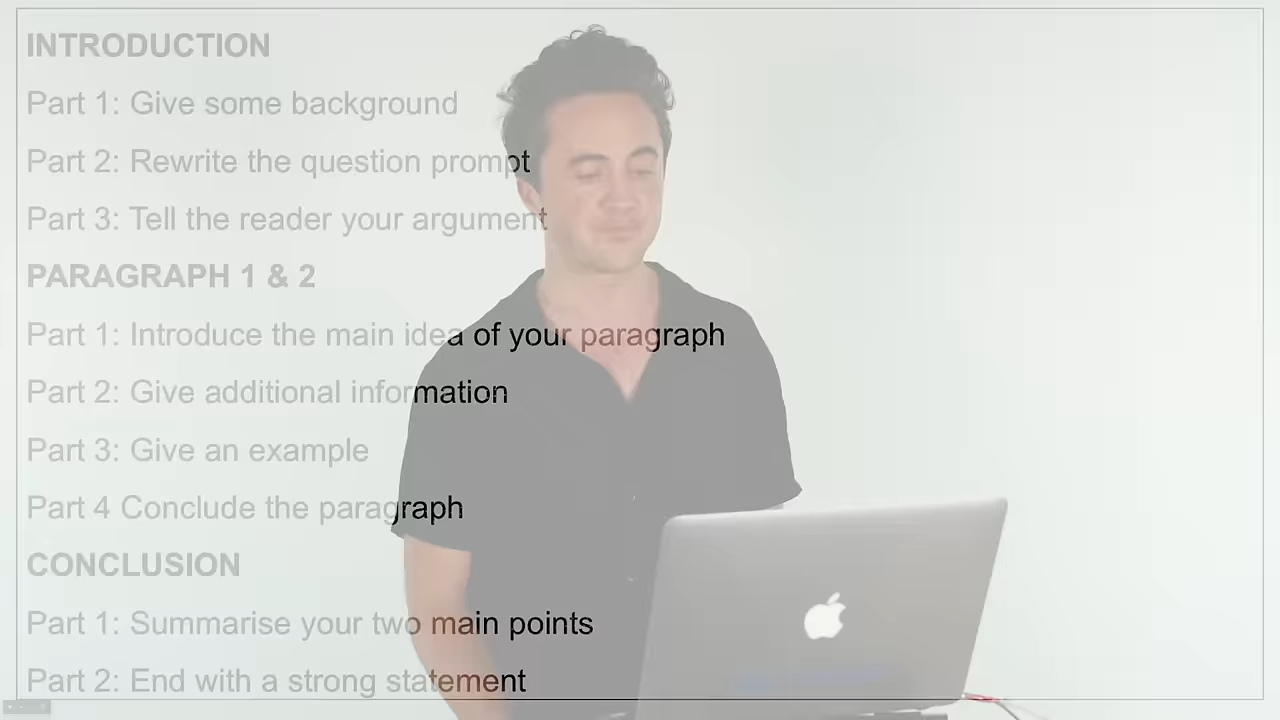 INTRODUCTION
Part 1: Give some background
Part 2: Rewrite the question prompt
Part 3: Tell the reader your argument
PARAGRAPH 1 & 2
Part 1: Introduce the main idea of your paragraph
Part 2: Give additional information
Part 3: Give an example
Part 4 Conclude the paragraph
CONCLUSION
Part 1: Summarise your two main points
Part 2: End with a strong statement